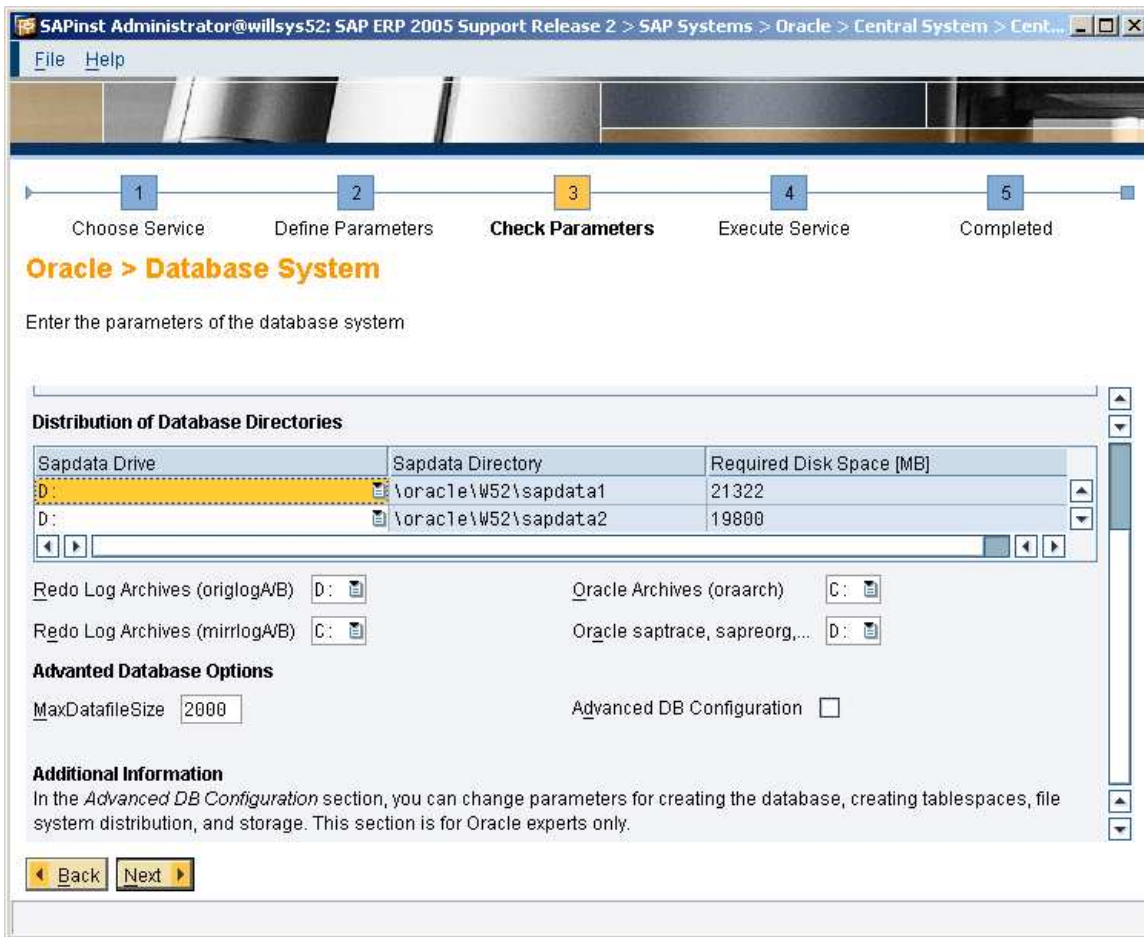 SAPinst Administrator@willsys52: SAP ERP 2005 Support Release 2 > SAP Systems > Oracle > Central System > Cent...
File Help
1 2 3 4 5
Choose Service Define Parameters Check Parameters Execute Service Completed
Oracle > Database System
Enter the parameters of the database system
Distribution of Database Directories
Sapdata Drive Sapdata Directory Required Disk Space [MB]
D: \oracle\W52\sapdata1 21322
D: \oracle\W52\sapdata2 19800
Redo Log Archives (origlogA/B) D: Oracle Archives (oraarch) C:
Redo Log Archives (mirrlogA/B) C: Oracle saptrace, sapreorg,... D:
Advanted Database Options
MaxDatafileSize 2000 Advanced DB Configuration
Additional Information
In the Advanced DB Configuration section, you can change parameters for creating the database, creating tablespaces, file
system distribution, and storage. This section is for Oracle experts only.
Back Next